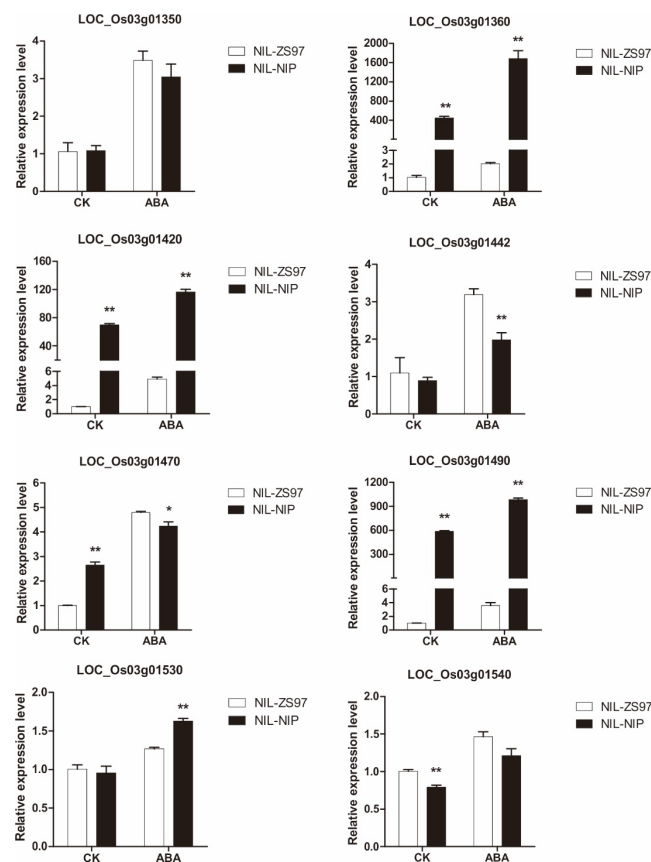 LOC_Os03g01350
Relative expression level
4
3
2
1
0
CK
ABA
NIL-ZS97
NIL-NIP
LOC_Os03g01360
Relative expression level
2000
1600
1200
800
400
3
2
1
0
**
**
CK
ABA
NIL-ZS97
NIL-NIP
LOC_Os03g01420
Relative expression level
160
120
80
40
6
4
2
0
**
**
CK
ABA
NIL-ZS97
NIL-NIP
LOC_Os03g01442
Relative expression level
4
3
2
1
0
**
CK
ABA
NIL-ZS97
NIL-NIP
LOC_Os03g01470
Relative expression level
6
5
4
3
2
1
0
**
*
CK
ABA
NIL-ZS97
NIL-NIP
LOC_Os03g01490
Relative expression level
1200
900
600
300
6
4
2
0
**
**
CK
ABA
NIL-ZS97
NIL-NIP
LOC_Os03g01530
Relative expression level
2.0
1.5
1.0
0.5
0.0
**
CK
ABA
NIL-ZS97
NIL-NIP
LOC_Os03g01540
Relative expression level
2.0
1.5
1.0
0.5
0.0
**
CK
ABA
NIL-ZS97
NIL-NIP